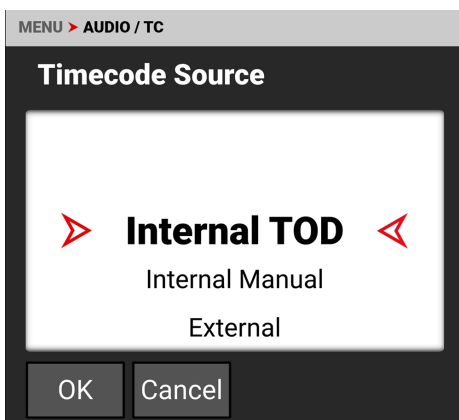 MENU > AUDIO / TC
Timecode Source
Internal TOD
Internal Manual
External
OK Cancel